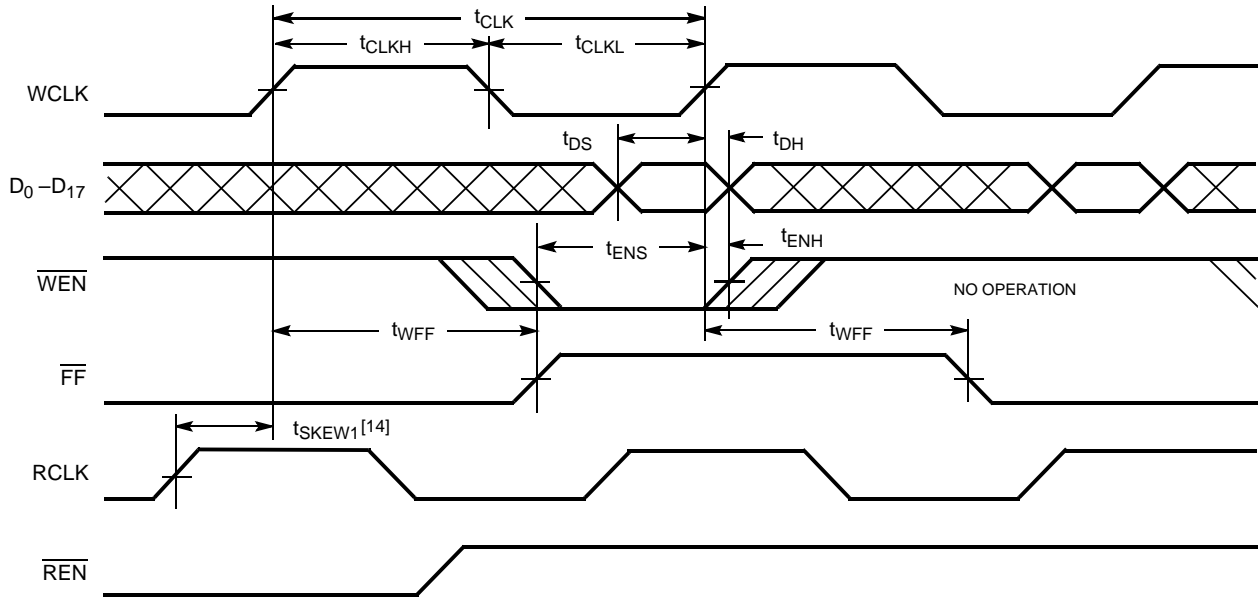 tCLK
tCLKH tCLKL
WCLK
tDS tDH
D0 –D17
tENS tENH
WEN
NO OPERATION
tWFF tWFF
FF
tSKEW1[14]
RCLK
REN